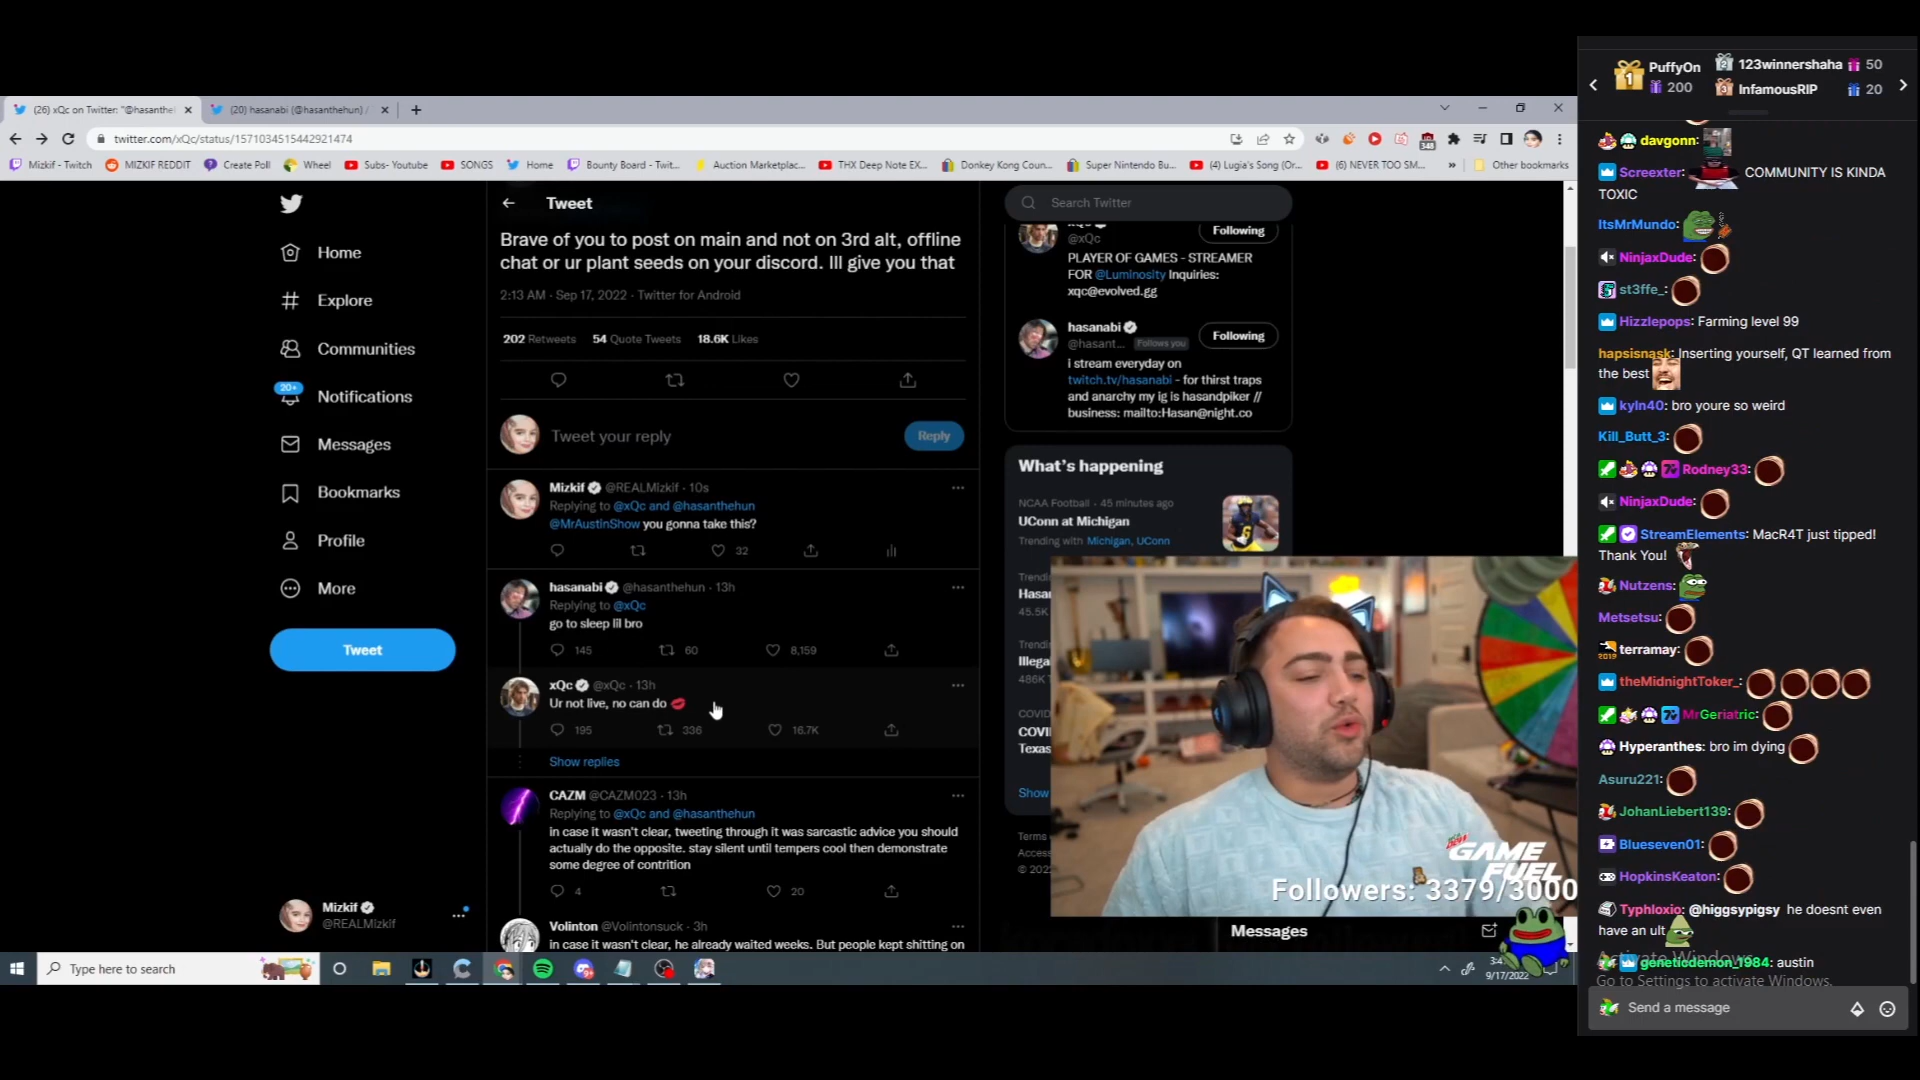 (26) xQc on Twitter: "@hasanthe
(20) hasanabi (@hasanthehun) /
twitter.com/xQc/status/1571034515442921474
348
Mizkif - Twitch
MIZKIF REDDIT
Create Poll
Wheel
Subs- Youtube
SONGS
Home
Bounty Board - Twit...
Auction Marketplac...
THX Deep Note EX...
Donkey Kong Coun...
Super Nintendo Bu...
(4) Lugia's Song (Or...
(6) NEVER TOO SM...
Other bookmarks
Home
Explore
Communities
20+
Notifications
Messages
Bookmarks
Profile
More
Tweet
Mizkif
@REALMizkif
Tweet
Brave of you to post on main and not on 3rd alt, offline
chat or ur plant seeds on your discord. Ill give you that
2:13 AM · Sep 17, 2022 · Twitter for Android
202 Retweets 54 Quote Tweets 18.6K Likes
Tweet your reply
Reply
Mizkif @REALMizkif · 10s
Replying to @xQc and @hasanthehun
@MrAustinShow you gonna take this?
32
hasanabi @hasanthehun · 13h
Replying to @xQc
go to sleep lil bro
145 60 8,159
xQc @xQc · 13h
Ur not live, no can do
195 336 16.7K
Show replies
CAZM @CAZM023 · 13h
Replying to @xQc and @hasanthehun
in case it wasn't clear, tweeting through it was sarcastic advice you should
actually do the opposite. stay silent until tempers cool then demonstrate
some degree of contrition
4 20
Volinton @Volintonsuck · 3h
in case it wasn't clear, he already waited weeks. But people kept shitting on
Search Twitter
@xQc
Following
PLAYER OF GAMES - STREAMER
FOR @Luminosity Inquiries:
xqc@evolved.gg
hasanabi
@hasant... Follows you
Following
i stream everyday on
twitch.tv/hasanabi - for thirst traps
and anarchy my ig is hasandpiker //
business: mailto:Hasan@night.co
What's happening
NCAA Football · 45 minutes ago
UConn at Michigan
Trending with Michigan, UConn
Trendi
Hasa
45.5K
Trendi
Illega
486K
COVID
COVI
Texas
Show
Terms
Access
© 202
GAME
FUEL
Followers: 3379/3000
Messages
Type here to search
9/17/2022
1 PuffyOn
200
2 123winnershaha 50
3 InfamousRIP 20
davgonn:
Screexter: COMMUNITY IS KINDA
TOXIC
ItsMrMundo:
NinjaxDude:
st3ffe_:
Hizzlepops: Farming level 99
hapsisnask: Inserting yourself, QT learned from
the best
kyln40: bro youre so weird
Kill_Butt_3:
Rodney33:
NinjaxDude:
StreamElements: MacR4T just tipped!
Thank You!
Nutzens:
Metsetsu:
terramay:
theMidnightToker_:
MrGeriatric:
Hyperanthes: bro im dying
Asuru221:
JohanLiebert139:
Blueseven01:
HopkinsKeaton:
Typhloxio: @higgsypigsy he doesnt even
have an ult
Activate Windows
geneticdemon_1984: austin
Go to Settings to activate Windows.
Send a message